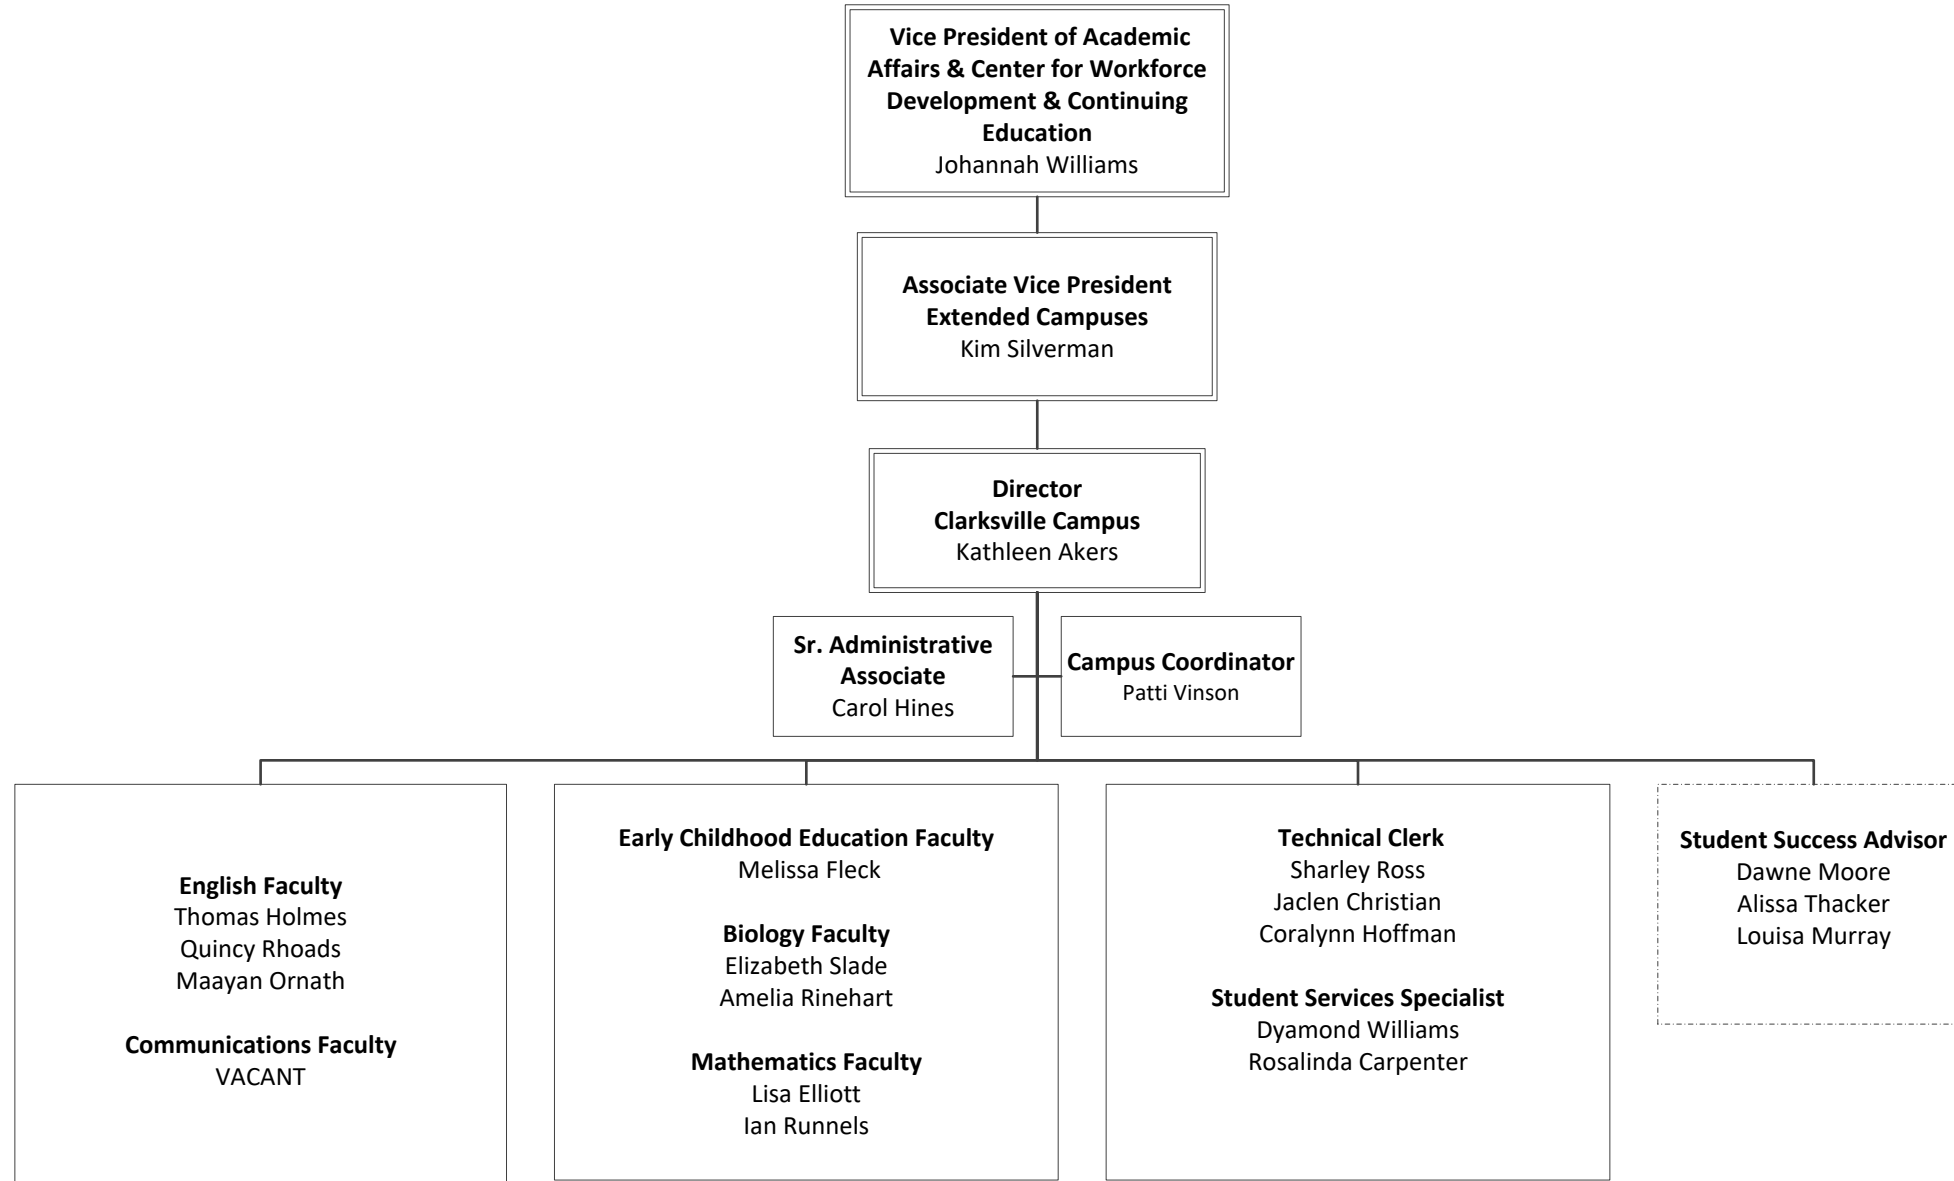 Vice President of Academic
Affairs & Center for Workforce
Development & Continuing
Education
Johannah Williams
Associate Vice President
Extended Campuses
Kim Silverman
Director
Clarksville Campus
Kathleen Akers
Sr. Administrative
Associate
Carol Hines
Campus Coordinator
Patti Vinson
English Faculty
Thomas Holmes
Quincy Rhoads
Maayan Ornath
Communications Faculty
VACANT
Early Childhood Education Faculty
Melissa Fleck
Biology Faculty
Elizabeth Slade
Amelia Rinehart
Mathematics Faculty
Lisa Elliott
Ian Runnels
Technical Clerk
Sharley Ross
Jaclen Christian
Coralynn Hoffman
Student Services Specialist
Dyamond Williams
Rosalinda Carpenter
Student Success Advisor
Dawne Moore
Alissa Thacker
Louisa Murray